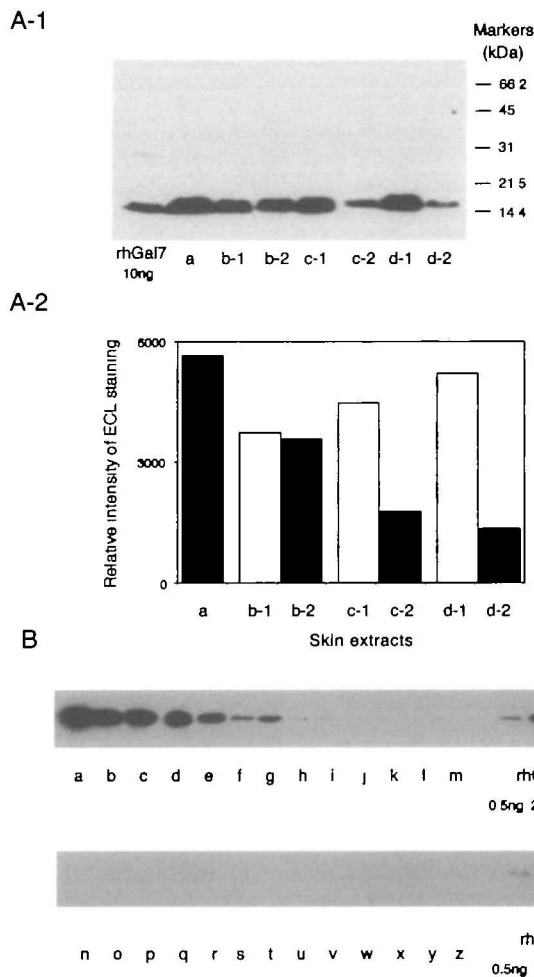 A-1
Markers
(kDa)
66 2
45
31
21 5
14 4
rhGal7 a b-1 b-2 c-1 c-2 d-1 d-2
10ng
A-2
Relative intensity of ECL staining
6000
3000
0
a b-1 b-2 c-1 c-2 d-1 d-2
Skin extracts
B
a b c d e f g h i j k l m
0 5ng 2
n o p q r s t u v w x y z rh
0.5ng